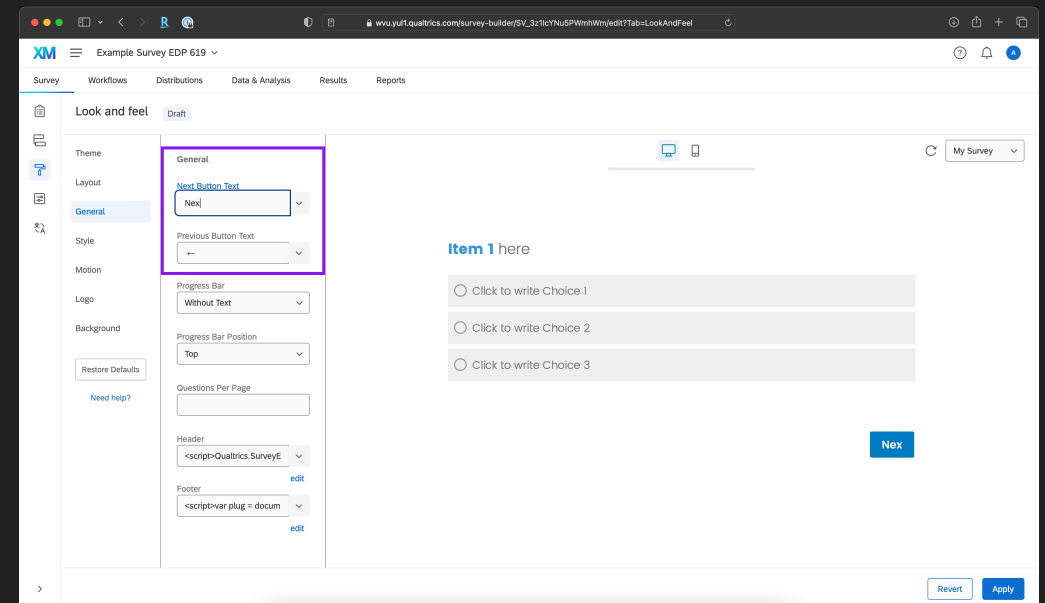 wvu.yul1.qualtrics.com/survey-builder/SV_3z1lcYNu5PWmhWm/edit?Tab=LookAndFeel
XM Example Survey EDP 619
A
Survey Workflows Distributions Data & Analysis Results Reports
Look and feel Draft
Theme
Layout
General
Style
Motion
Logo
Background
Restore Defaults
Need help?
General
Next Button Text
Nex
Previous Button Text
←
Progress Bar
Without Text
Progress Bar Position
Top
Questions Per Page
Header
<script>Qualtrics.SurveyE
edit
Footer
<script>var plug = docum
edit
My Survey
Item 1 here
Click to write Choice 1
Click to write Choice 2
Click to write Choice 3
Nex
Revert Apply